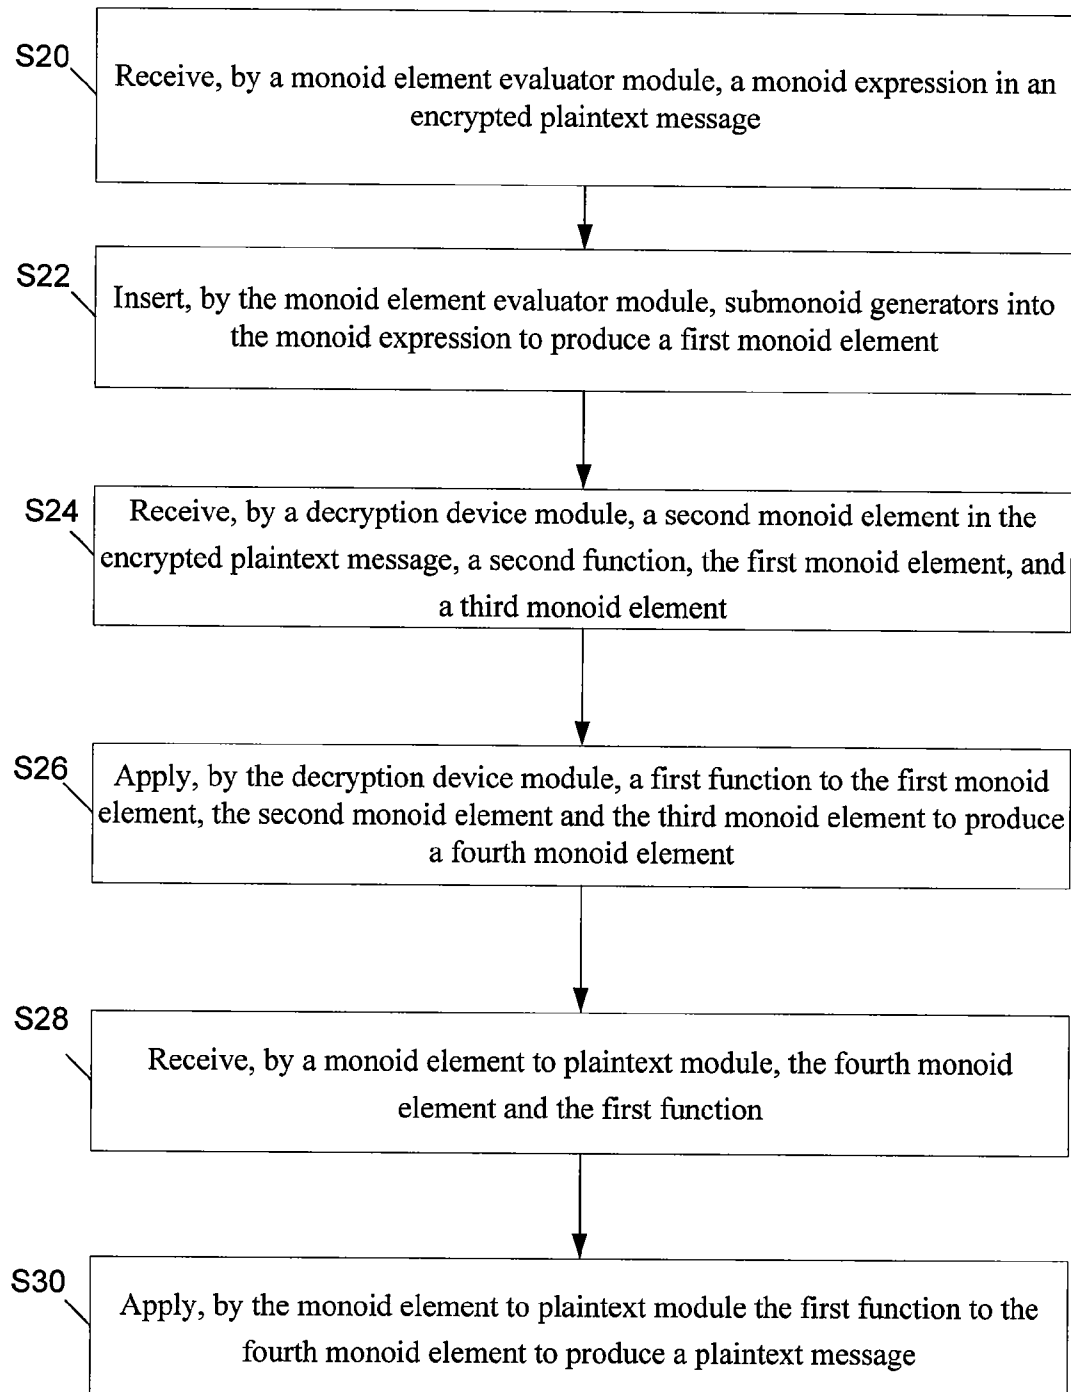 S20
Receive, by a monoid element evaluator module, a monoid expression in an
encrypted plaintext message
S22
Insert, by the monoid element evaluator module, submonoid generators into
the monoid expression to produce a first monoid element
S24
Receive, by a decryption device module, a second monoid element in the
encrypted plaintext message, a second function, the first monoid element, and
a third monoid element
S26
Apply, by the decryption device module, a first function to the first monoid
element, the second monoid element and the third monoid element to produce
a fourth monoid element
S28
Receive, by a monoid element to plaintext module, the fourth monoid
element and the first function
S30
Apply, by the monoid element to plaintext module the first function to the
fourth monoid element to produce a plaintext message